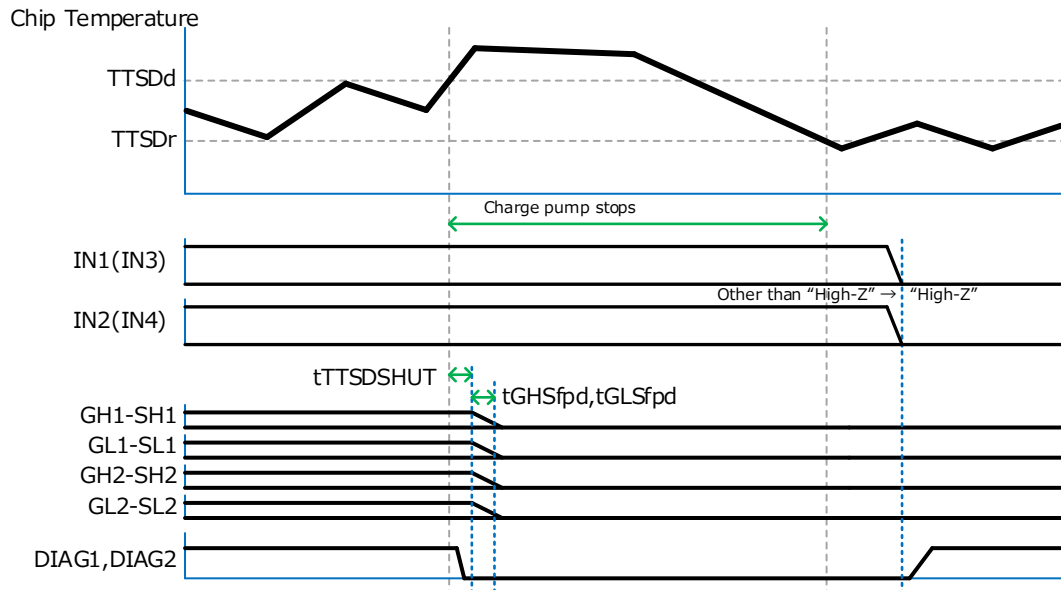 Chip Temperature
TTSDd
TTSDr
Charge pump stops
IN1(IN3)
Other than “High-Z” → “High-Z”
IN2(IN4)
tTTSDSHUT
tGHSfpd,tGLSfpd
GH1-SH1
GL1-SL1
GH2-SH2
GL2-SL2
DIAG1,DIAG2